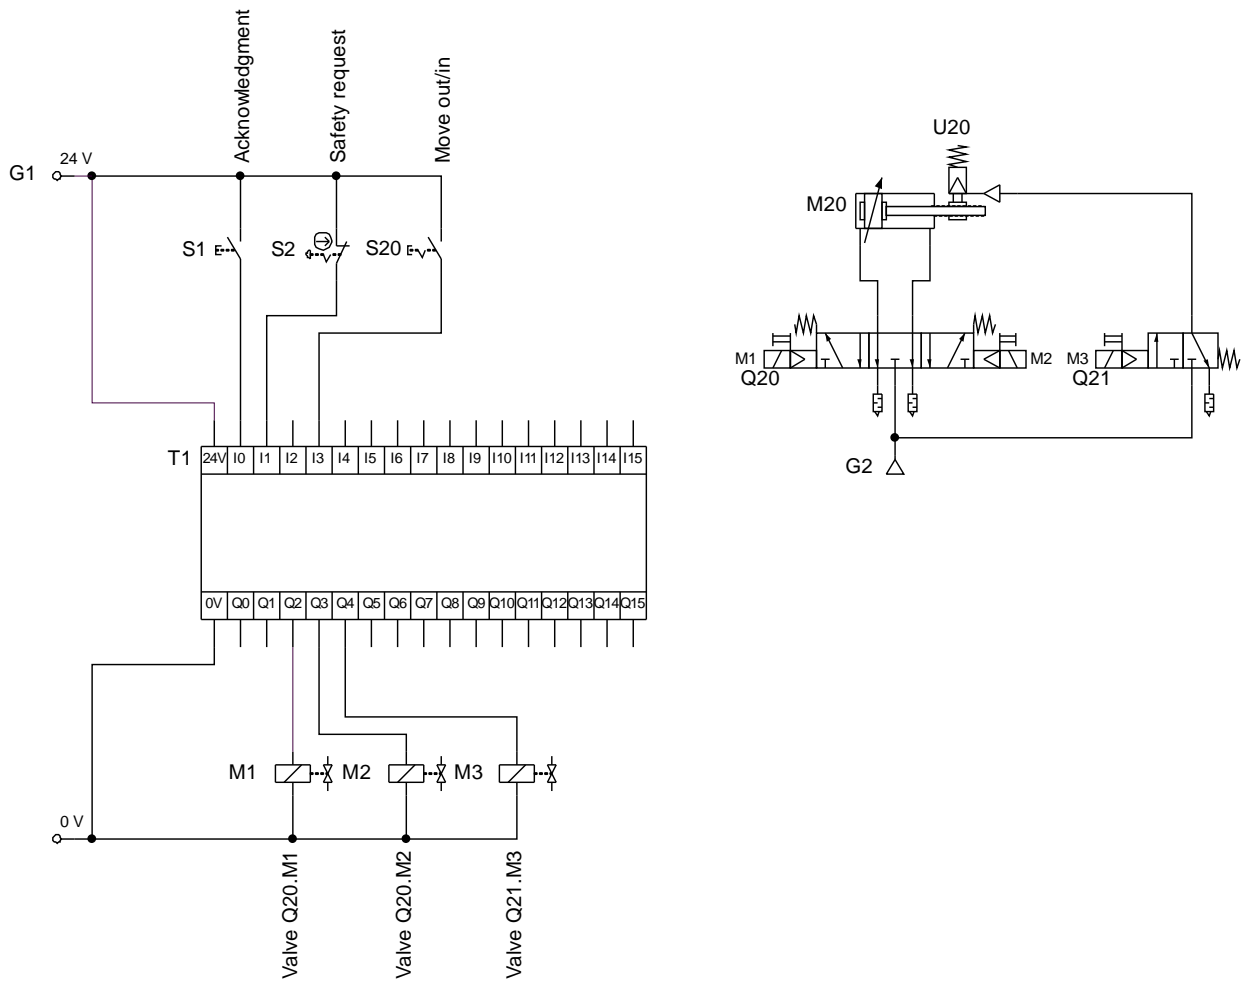 Acknowledgment
Safety request
Move out/in
24 V
G1
S1
S2
S20
T1
24V I0 I1 I2 I3 I4 I5 I6 I7 I8 I9 I10 I11 I12 I13 I14 I15
0V Q0 Q1 Q2 Q3 Q4 Q5 Q6 Q7 Q8 Q9 Q10 Q11 Q12 Q13 Q14 Q15
M1
M2
M3
0 V
Valve Q20.M1
Valve Q20.M2
Valve Q21.M3
U20
M20
M1
Q20
M2
M3
Q21
G2